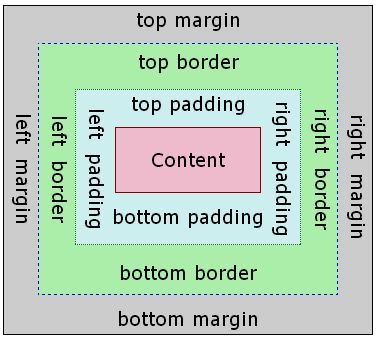 top margin
top border
top padding
left margin
left border
left padding
Content
right padding
right border
right margin
bottom padding
bottom border
bottom margin